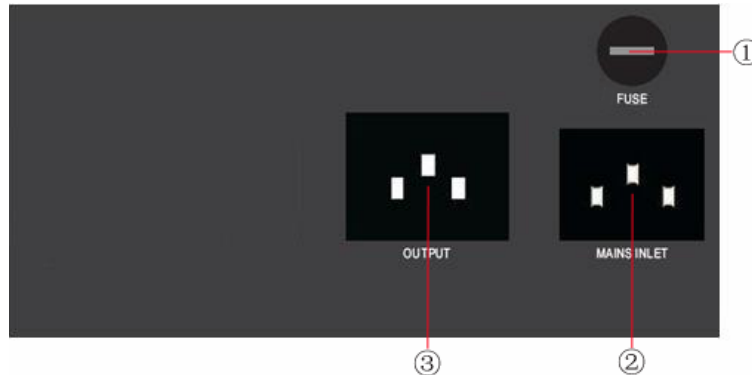 ①
FUSE
OUTPUT
MAINS INLET
③
②